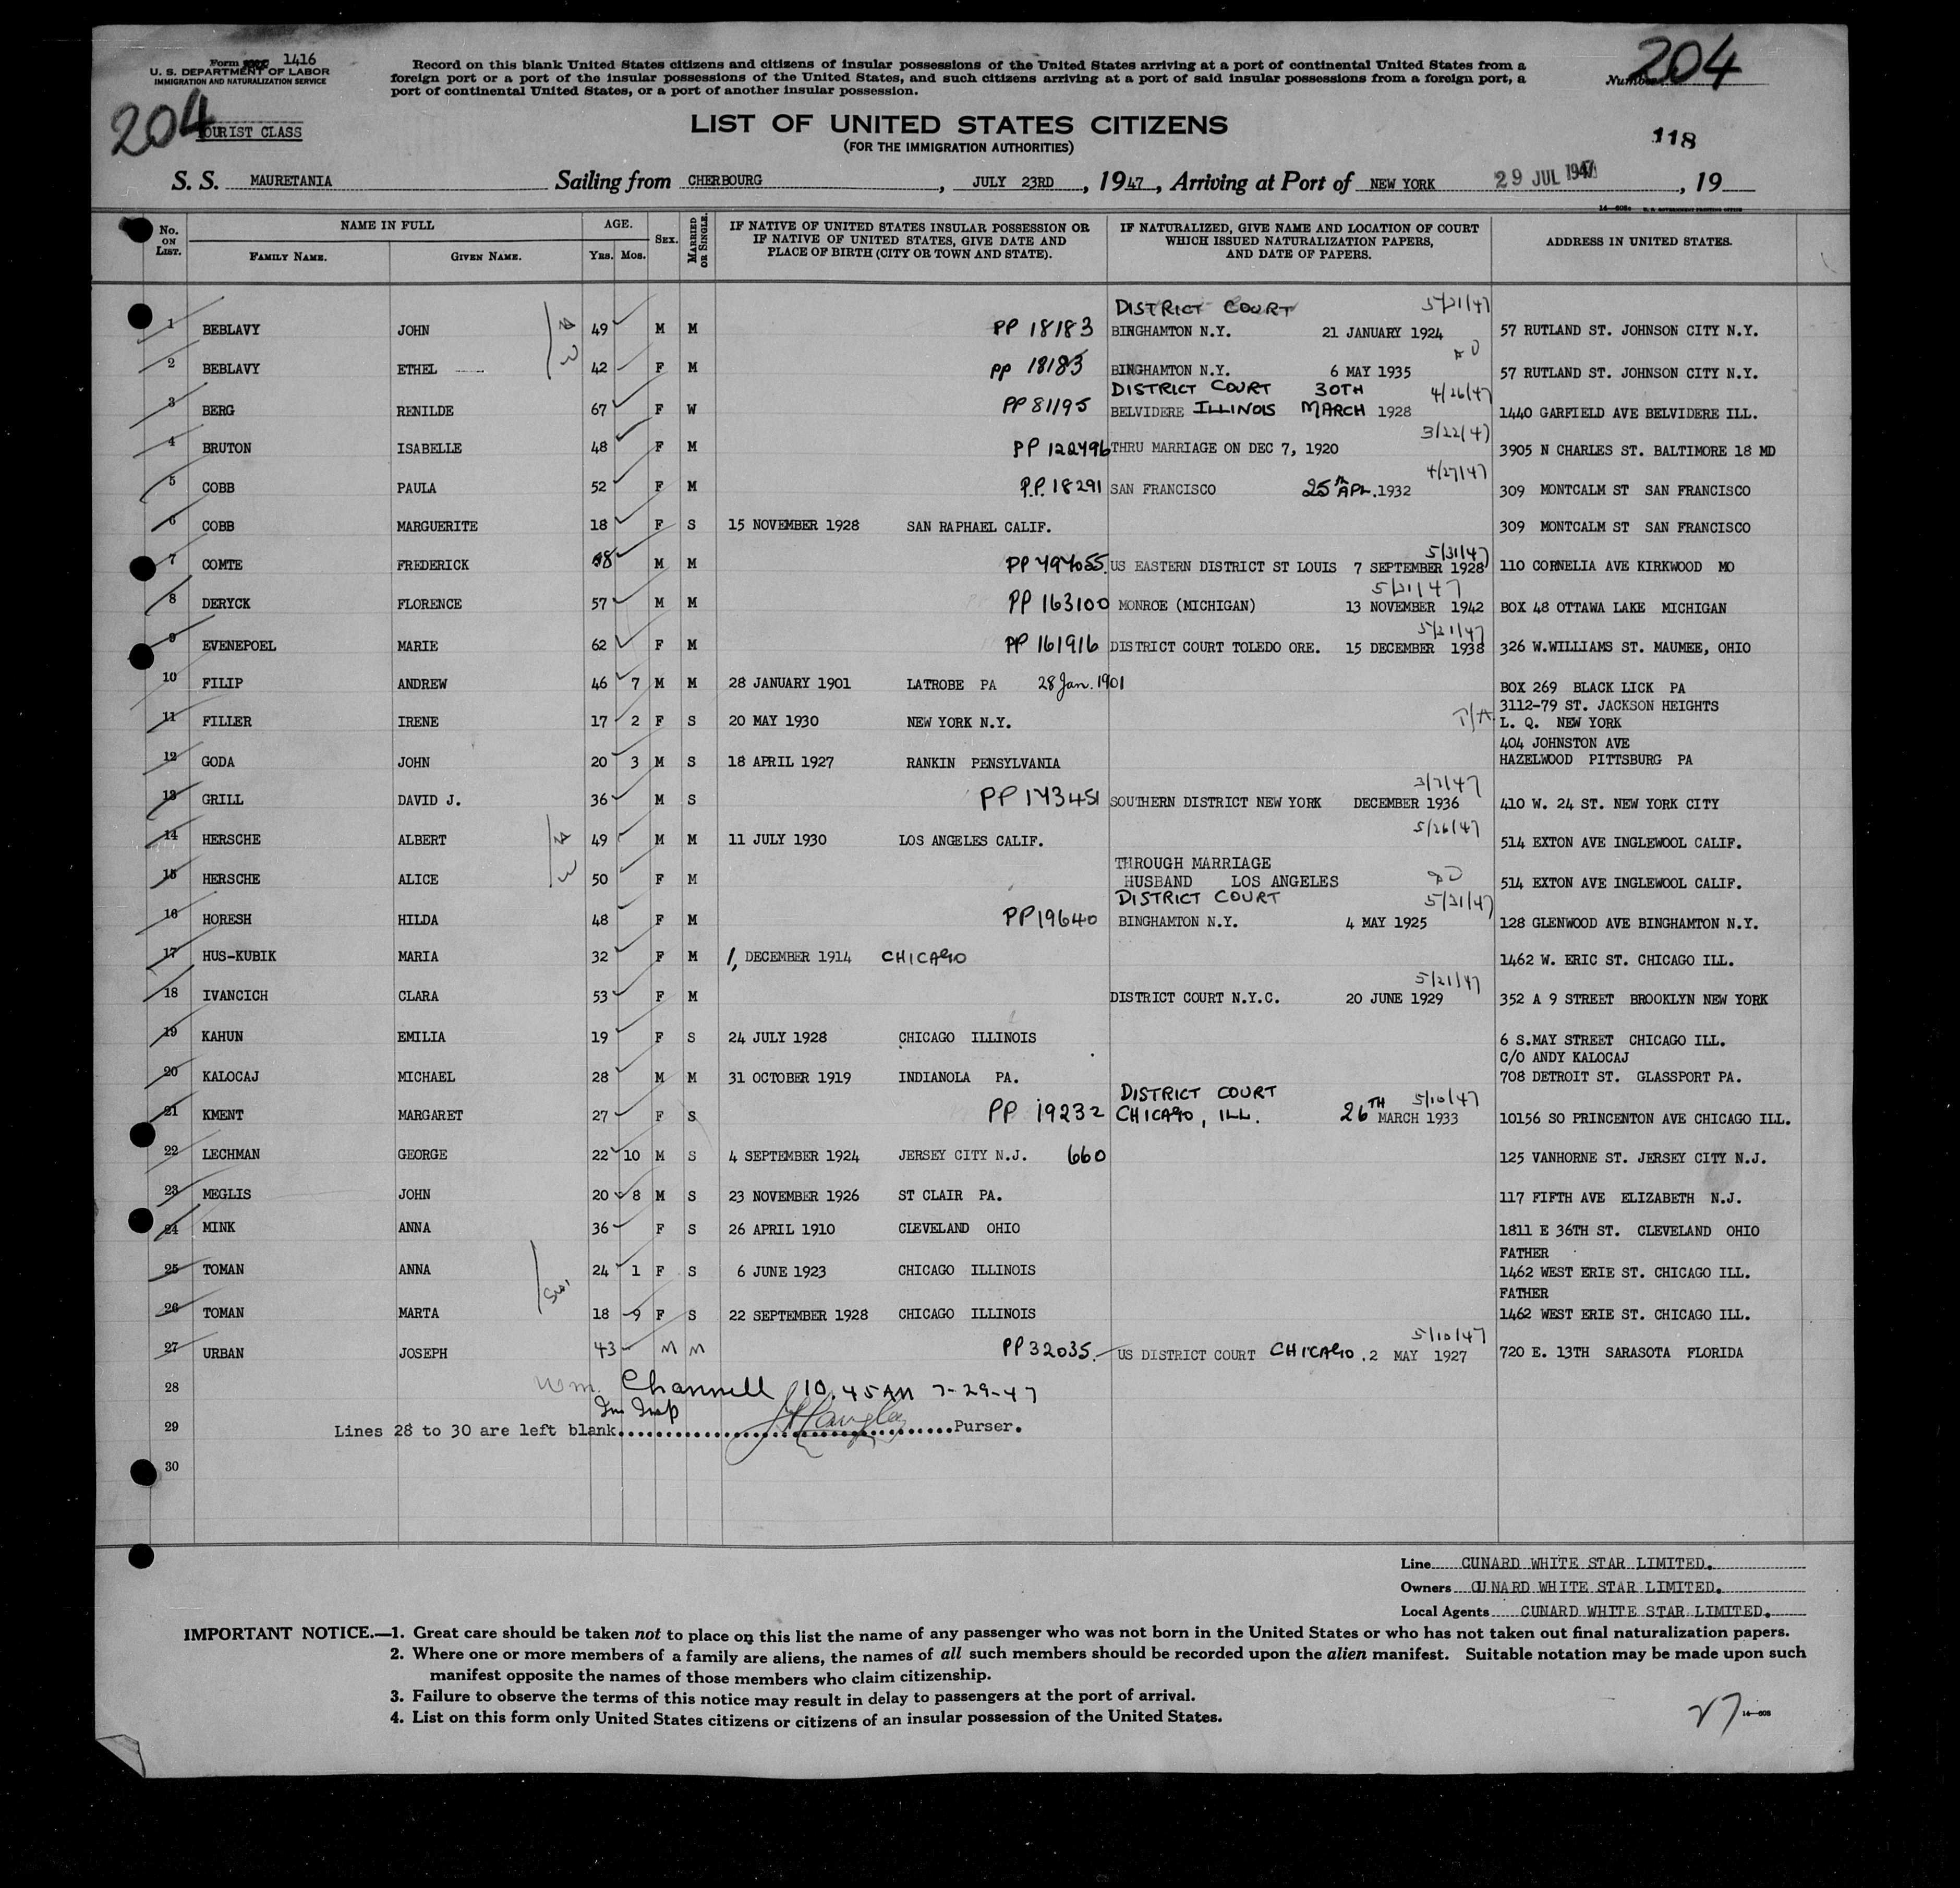 Form 1416
U. S. DEPARTMENT OF LABOR
IMMIGRATION AND NATURALIZATION SERVICE
Record on this blank United States citizens and citizens of insular possessions of the United States arriving at a port of continental United States from a
foreign port or a port of the insular possessions of the United States, and such citizens arriving at a port of said insular possessions from a foreign port, a
port of continental United States, or a port of another insular possession.
Number 204
204
TOURIST CLASS
LIST OF UNITED STATES CITIZENS
(FOR THE IMMIGRATION AUTHORITIES)
118
S. S. MAURETANIA Sailing from CHERBOURG, JULY 23RD, 1947, Arriving at Port of NEW YORK 29 JUL 1947, 19
No. ON LIST. NAME IN FULL FAMILY NAME. GIVEN NAME. AGE. YRS. MOS. SEX. MARRIED OR SINGLE. IF NATIVE OF UNITED STATES INSULAR POSSESSION OR IF NATIVE OF UNITED STATES, GIVE DATE AND PLACE OF BIRTH (CITY OR TOWN AND STATE). IF NATURALIZED, GIVE NAME AND LOCATION OF COURT WHICH ISSUED NATURALIZATION PAPERS, AND DATE OF PAPERS. ADDRESS IN UNITED STATES.
DISTRICT COURT 5/21/47
1 BEBLAVY JOHN 49 M M PP 18183 BINGHAMTON N.Y. 21 JANUARY 1924 57 RUTLAND ST. JOHNSON CITY N.Y.
2 BEBLAVY ETHEL 42 F M PP 18183 BINGHAMTON N.Y. 6 MAY 1935 57 RUTLAND ST. JOHNSON CITY N.Y.
DISTRICT COURT 30TH 4/26/47
3 BERG RENILDE 67 F W PP 81195 BELVIDERE ILLINOIS MARCH 1928 1440 GARFIELD AVE BELVIDERE ILL.
3/22/47
4 BRUTON ISABELLE 48 F M PP 122496 THRU MARRIAGE ON DEC 7, 1920 3905 N CHARLES ST. BALTIMORE 18 MD
4/27/47
5 COBB PAULA 52 F M P.P. 18291 SAN FRANCISCO 25th APL. 1932 309 MONTCALM ST SAN FRANCISCO
6 COBB MARGUERITE 18 F S 15 NOVEMBER 1928 SAN RAPHAEL CALIF. 309 MONTCALM ST SAN FRANCISCO
5/31/47
7 COMTE FREDERICK M M US EASTERN DISTRICT ST LOUIS 7 SEPTEMBER 1928 110 CORNELIA AVE KIRKWOOD MO
5/21/47
8 DERYCK FLORENCE 57 M M PP 163100 MONROE (MICHIGAN) 13 NOVEMBER 1942 BOX 48 OTTAWA LAKE MICHIGAN
5/21/47
9 EVENEPOEL MARIE 62 F M PP 161916 DISTRICT COURT TOLEDO ORE. 15 DECEMBER 1938 326 W.WILLIAMS ST. MAUMEE, OHIO
10 FILIP ANDREW 46 7 M M 28 JANUARY 1901 LATROBE PA 28 Jan. 1901 BOX 269 BLACK LICK PA
3112-79 ST. JACKSON HEIGHTS
11 FILLER IRENE 17 2 F S 20 MAY 1930 NEW YORK N.Y. T/A L. Q. NEW YORK
404 JOHNSTON AVE
12 GODA JOHN 20 3 M S 18 APRIL 1927 RANKIN PENSYLVANIA HAZELWOOD PITTSBURG PA
3/7/47
13 GRILL DAVID J. 36 M S PP 173451 SOUTHERN DISTRICT NEW YORK DECEMBER 1936 410 W. 24 ST. NEW YORK CITY
5/26/47
14 HERSCHE ALBERT 49 M M 11 JULY 1930 LOS ANGELES CALIF. 514 EXTON AVE INGLEWOOL CALIF.
THROUGH MARRIAGE
15 HERSCHE ALICE 50 F M HUSBAND LOS ANGELES 514 EXTON AVE INGLEWOOL CALIF.
DISTRICT COURT 5/21/47
16 HORESH HILDA 48 F M PP19640 BINGHAMTON N.Y. 4 MAY 1925 128 GLENWOOD AVE BINGHAMTON N.Y.
17 HUS-KUBIK MARIA 32 F M 1, DECEMBER 1914 CHICAGO 1462 W. ERIC ST. CHICAGO ILL.
5/21/47
18 IVANCICH CLARA 53 F M DISTRICT COURT N.Y.C. 20 JUNE 1929 352 A 9 STREET BROOKLYN NEW YORK
19 KAHUN EMILIA 19 F S 24 JULY 1928 CHICAGO ILLINOIS 6 S.MAY STREET CHICAGO ILL.
C/O ANDY KALOCAJ
20 KALOCAJ MICHAEL 28 M M 31 OCTOBER 1919 INDIANOLA PA. 708 DETROIT ST. GLASSPORT PA.
DISTRICT COURT 5/10/47
21 KMENT MARGARET 27 F S PP 19232 CHICAGO, ILL. 26TH MARCH 1933 10156 SO PRINCENTON AVE CHICAGO ILL.
22 LECHMAN GEORGE 22 10 M S 4 SEPTEMBER 1924 JERSEY CITY N.J. 660 125 VANHORNE ST. JERSEY CITY N.J.
23 MEGLIS JOHN 20 8 M S 23 NOVEMBER 1926 ST CLAIR PA. 117 FIFTH AVE ELIZABETH N.J.
24 MINK ANNA 36 F S 26 APRIL 1910 CLEVELAND OHIO 1811 E 36TH ST. CLEVELAND OHIO
FATHER
25 TOMAN ANNA 24 1 F S 6 JUNE 1923 CHICAGO ILLINOIS 1462 WEST ERIE ST. CHICAGO ILL.
FATHER
26 TOMAN MARTA 18 9 F S 22 SEPTEMBER 1928 CHICAGO ILLINOIS 1462 WEST ERIE ST. CHICAGO ILL.
5/10/47
27 URBAN JOSEPH 43 M M PP 32035. US DISTRICT COURT CHICAGO. 2 MAY 1927 720 E. 13TH SARASOTA FLORIDA
28 Wm. Channell 10.45 AM 7-29-47
Im Insp
29 Lines 28 to 30 are left blank Purser.
30
Line CUNARD WHITE STAR LIMITED.
Owners CUNARD WHITE STAR LIMITED.
Local Agents CUNARD WHITE STAR LIMITED.
IMPORTANT NOTICE.—1. Great care should be taken not to place on this list the name of any passenger who was not born in the United States or who has not taken out final naturalization papers.
2. Where one or more members of a family are aliens, the names of all such members should be recorded upon the alien manifest. Suitable notation may be made upon such
manifest opposite the names of those members who claim citizenship.
3. Failure to observe the terms of this notice may result in delay to passengers at the port of arrival.
4. List on this form only United States citizens or citizens of an insular possession of the United States.
27